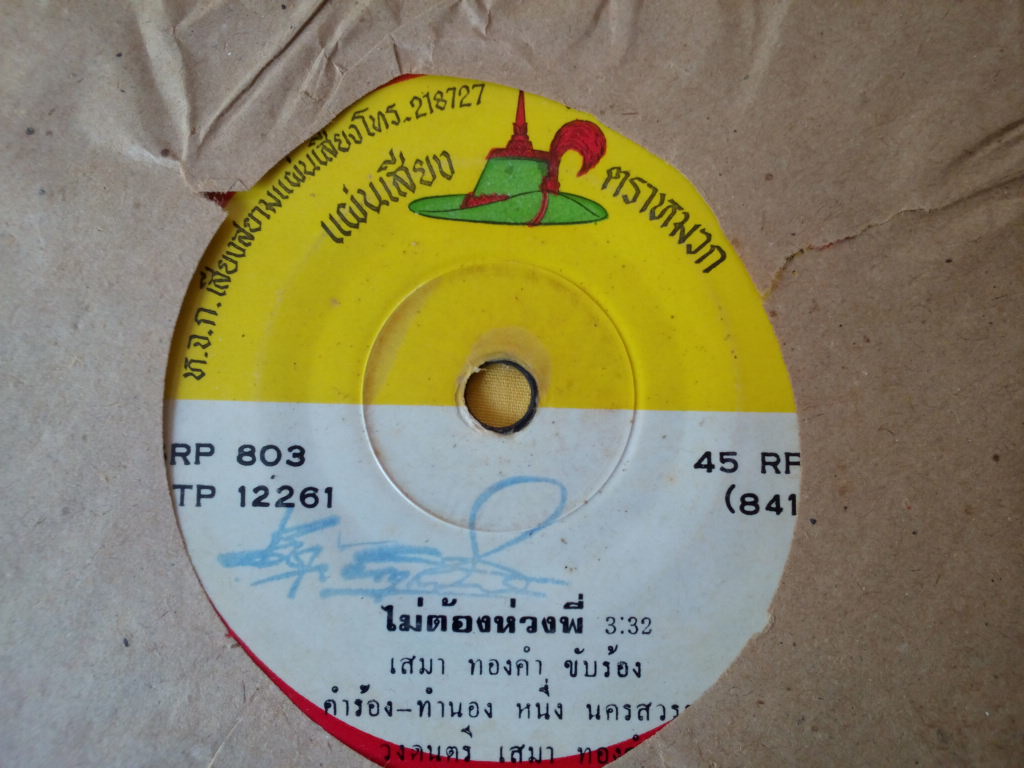 ห.จ.ก.เสียงสยามแผ่นเสียงโทร.218727
แผ่นเสียง ตราหมวก
RP 803
45 RP
TP 12261
(841
ไม่ต้องห่วงพี่ 3:32
เสมา ทองคำ ขับร้อง
คำร้อง-ทำนอง หนึ่ง นครสวรร
วงดนตรี เสมา ทอง